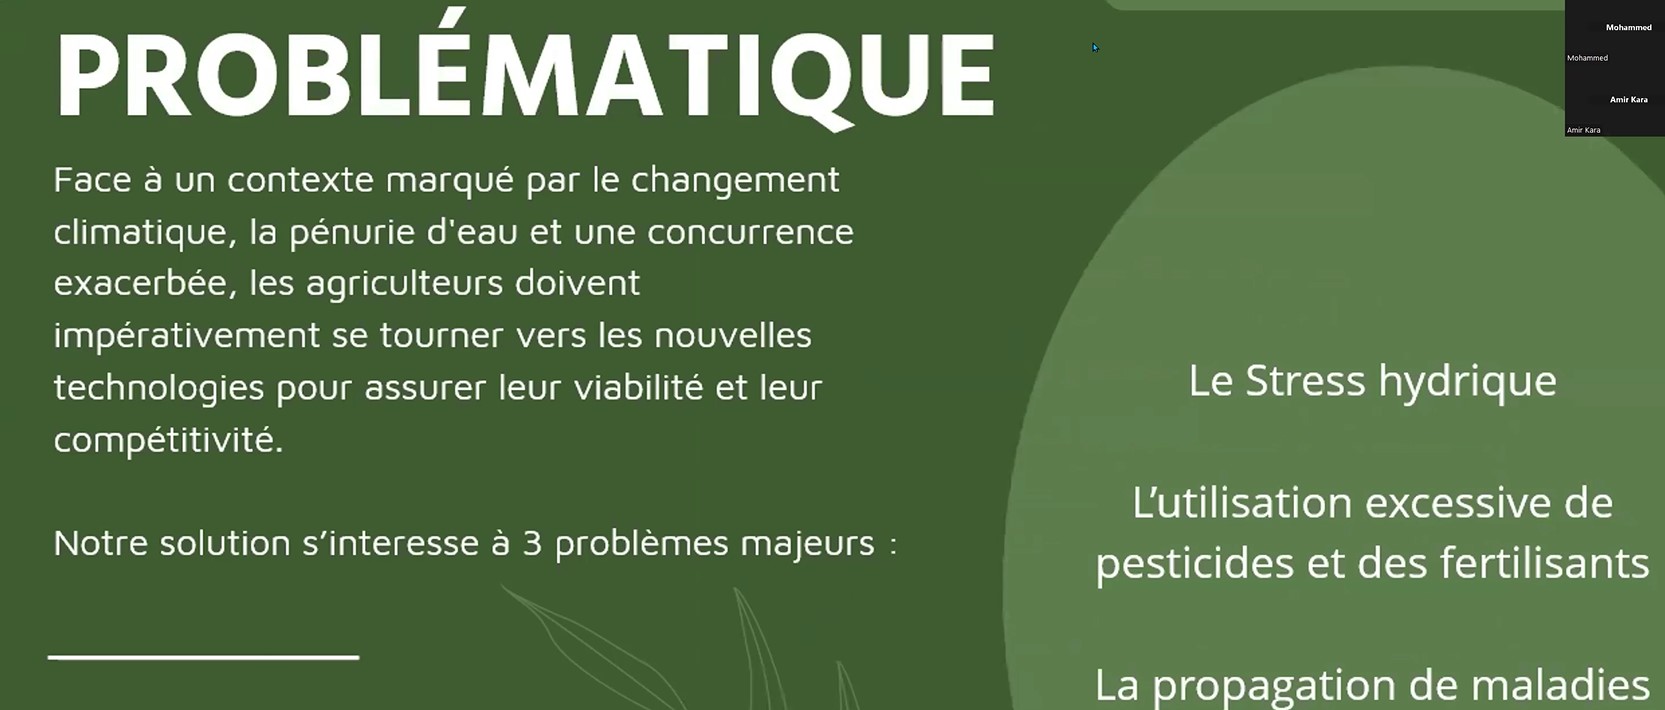 PROBLÉMATIQUE
Face à un contexte marqué par le changement
climatique, la pénurie d'eau et une concurrence
exacerbée, les agriculteurs doivent
impérativement se tourner vers les nouvelles
technologies pour assurer leur viabilité et leur
compétitivité.
Notre solution s’interesse à 3 problèmes majeurs :
Le Stress hydrique
L’utilisation excessive de
pesticides et des fertilisants
La propagation de maladies
Mohammed
Mohammed
Amir Kara
Amir Kara